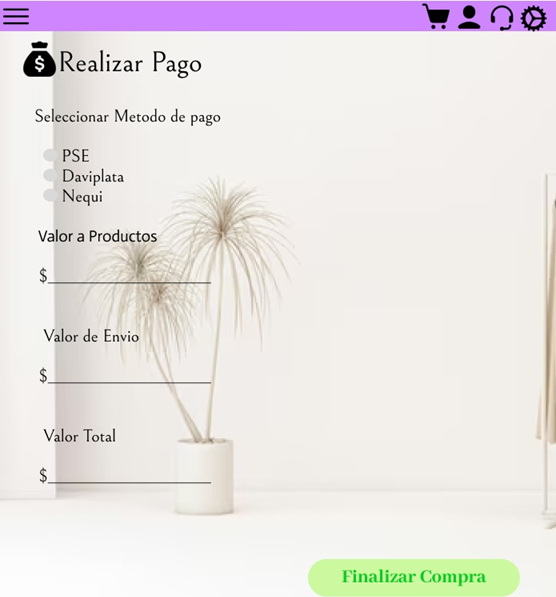 $ Realizar Pago
Seleccionar Metodo de pago
PSE
Daviplata
Nequi
Valor a Productos
$
Valor de Envio
$
Valor Total
$
Finalizar Compra